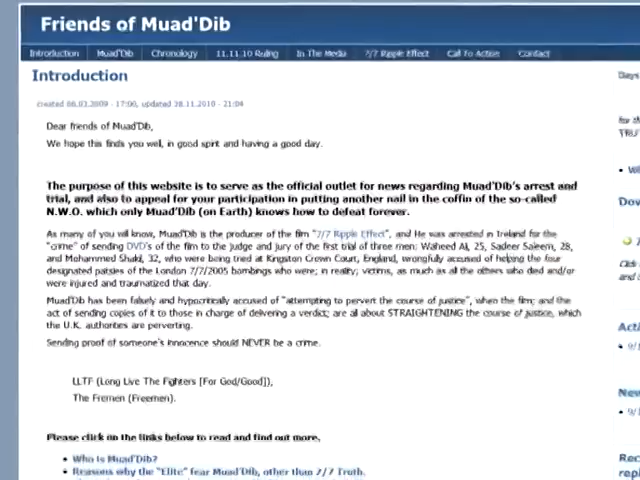 Friends of Muad'Dib
Introduction Muad'Dib Chronology 11.11.10 Ruling In The Media 7/7 Ripple Effect Call To Action Contact
Introduction
created 06.03.2009 - 17:00, updated 28.11.2010 - 21:04
Dear friends of Muad'Dib,
We hope this finds you well, in good spirit and having a good day.
The purpose of this website is to serve as the official outlet for news regarding Muad'Dib's arrest and
trial, and also to appeal for your participation in putting another nail in the coffin of the so-called
N.W.O. which only Muad'Dib (on Earth) knows how to defeat forever.
As many of you will know, Muad'Dib is the producer of the film "7/7 Ripple Effect", and He was arrested in Ireland for the
"crime" of sending DVD's of the film to the judge and jury of the first trial of three men; Waheed Ali, 25, Sadeer Saleem, 28,
and Mohammed Shakil, 32, who were being tried at Kingston Crown Court, England, wrongfully accused of helping the four
designated patsies of the London 7/7/2005 bombings who were; in reality; victims, as much as all the others who died and/or
were injured and traumatized that day.
Muad'Dib has been falsely and hypocritically accused of "attempting to pervert the course of justice", when the film; and the
act of sending copies of it to those in charge of delivering a verdict; are all about STRAIGHTENING the course of justice, which
the U.K. authorities are perverting.
Sending proof of someone's innocence should NEVER be a crime.
LLTF (Long Live The Fighters [For God/Good]),
The Fremen (Freemen).
Please click on the links below to read and find out more.
Who is Muad'Dib?
Reasons why the "Elite" fear Muad'Dib, other than 7/7 Truth.
Days
for th
Click
and
Acti
9/1
New
9/1
Rec
repl